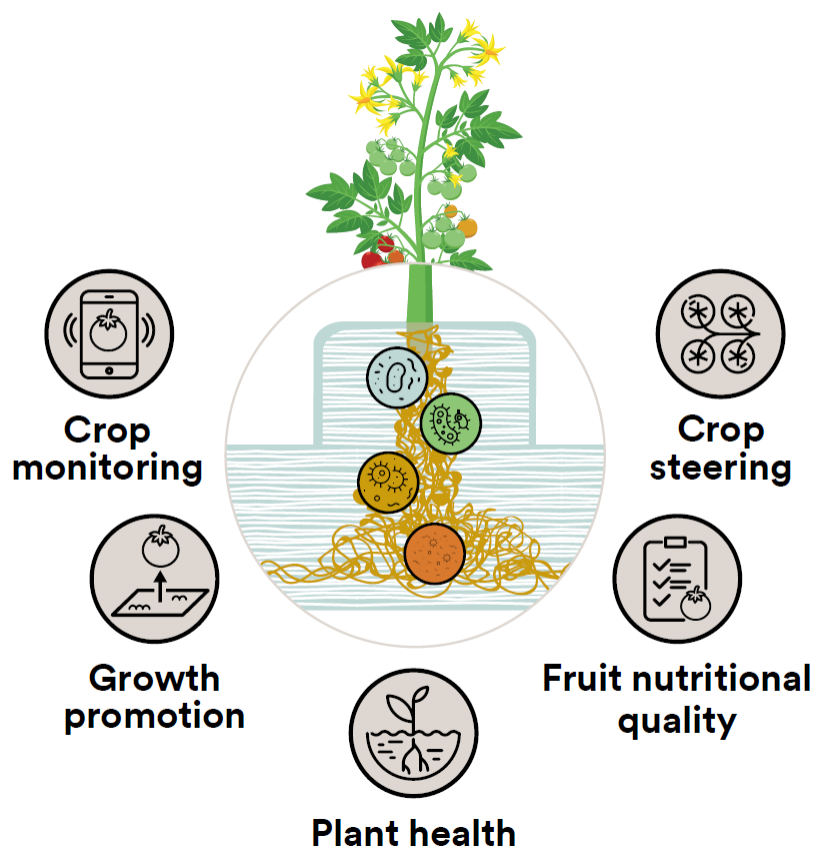 Crop
monitoring
Crop
steering
Growth
promotion
Fruit nutritional
quality
Plant health